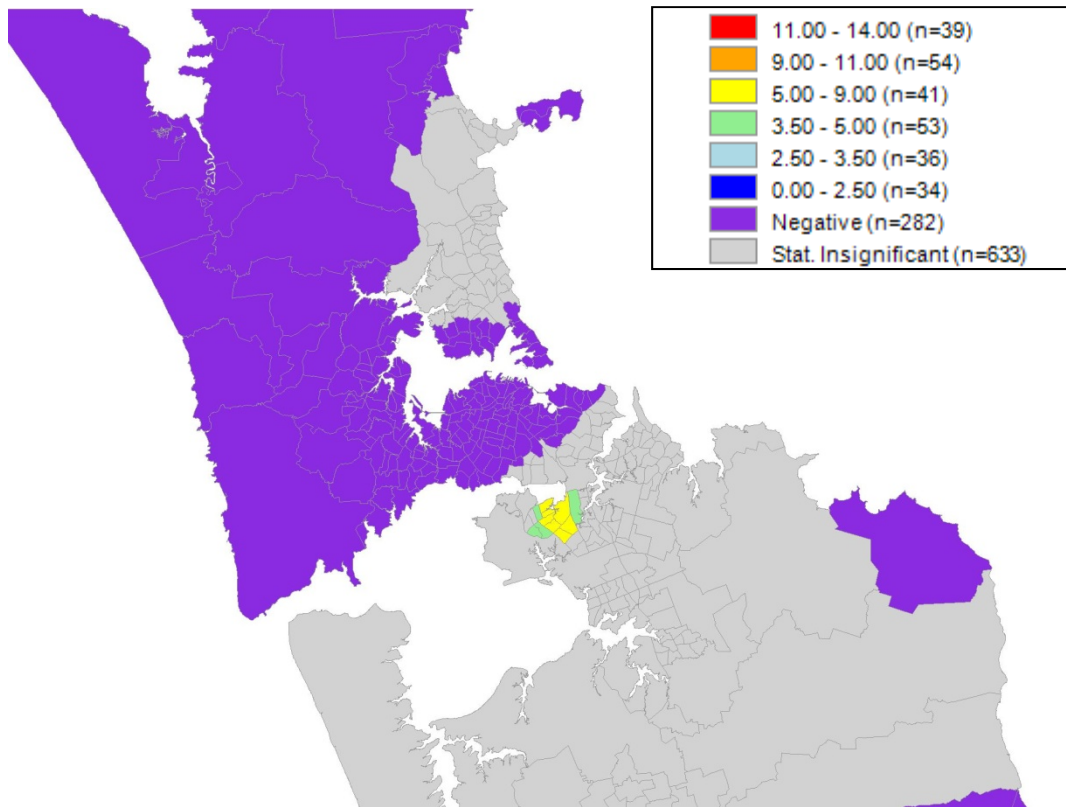 11.00 - 14.00 (n=39)
9.00 - 11.00 (n=54)
5.00 - 9.00 (n=41)
3.50 - 5.00 (n=53)
2.50 - 3.50 (n=36)
0.00 - 2.50 (n=34)
Negative (n=282)
Stat. Insignificant (n=633)